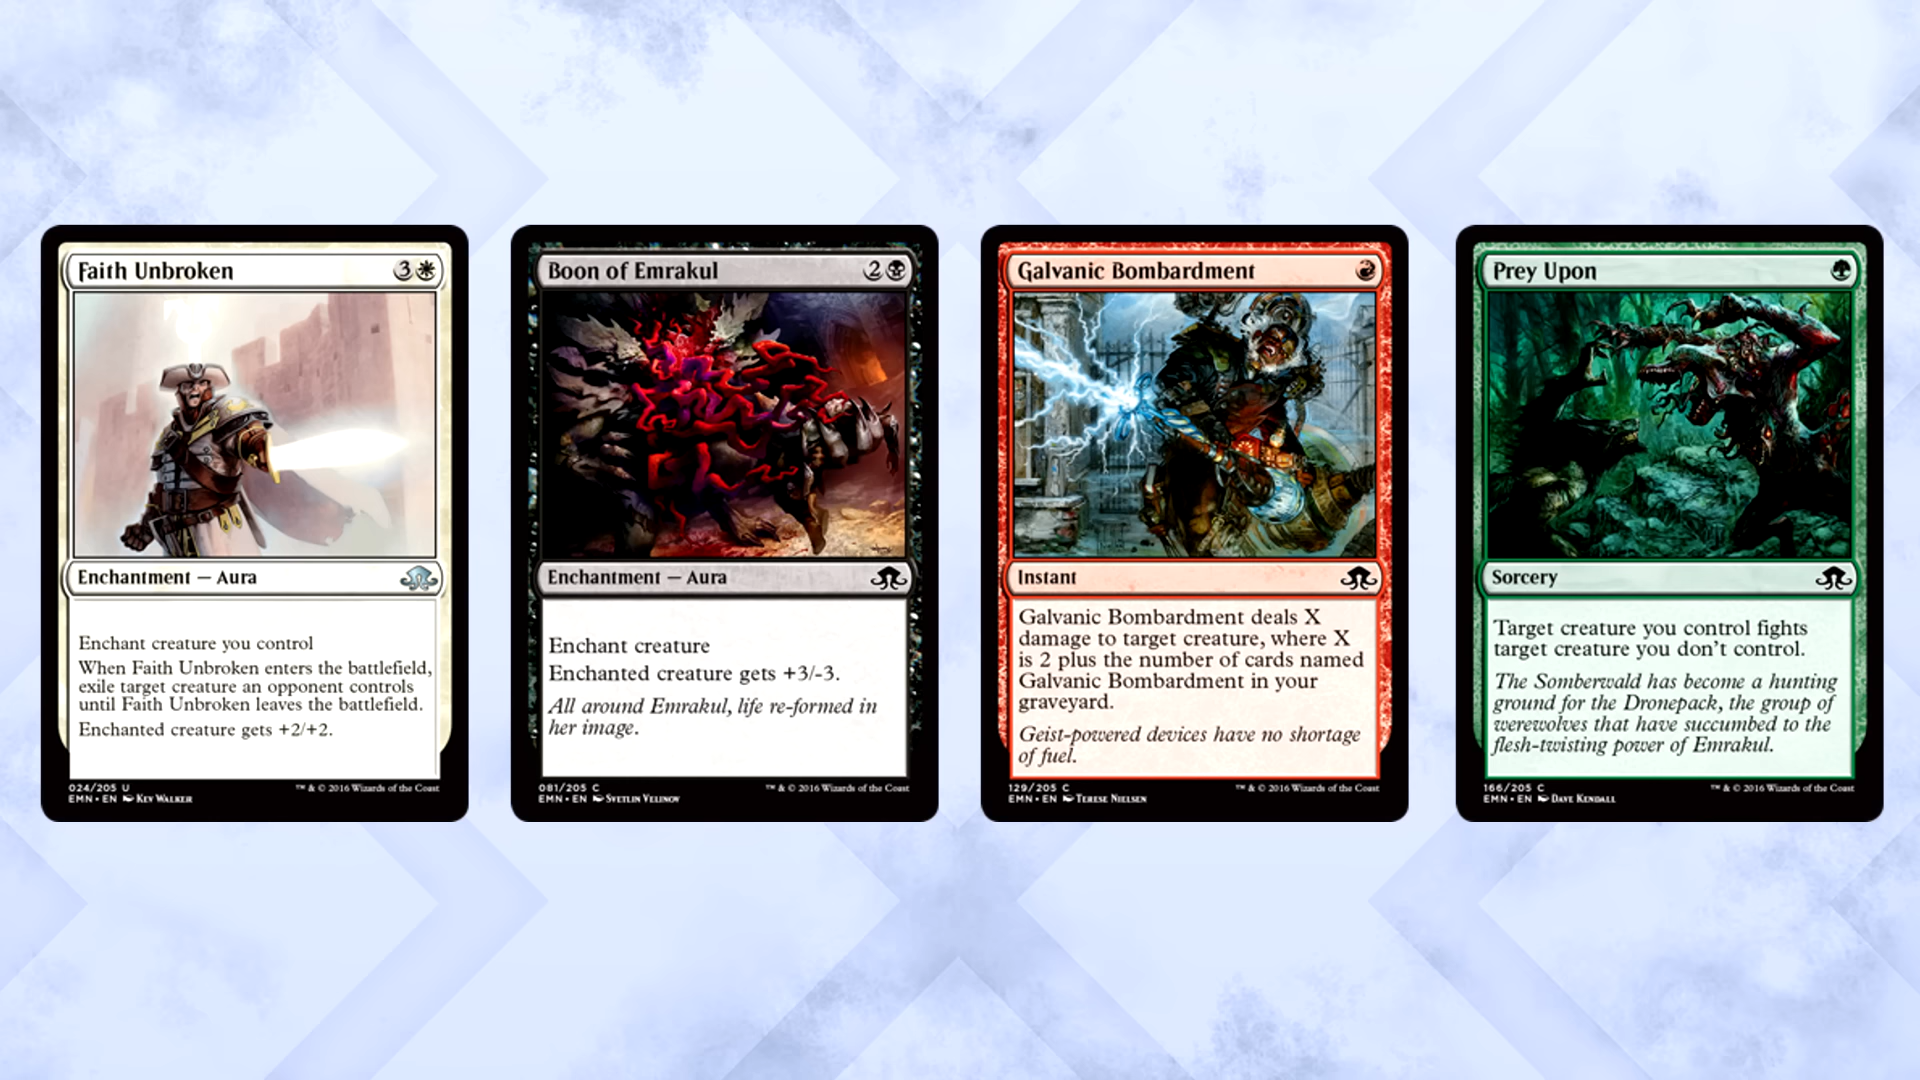 Faith Unbroken 3
Enchantment — Aura
Enchant creature you control
When Faith Unbroken enters the battlefield,
exile target creature an opponent controls
until Faith Unbroken leaves the battlefield.
Enchanted creature gets +2/+2.
024/205 U
EMN • EN Kev Walker
™ & © 2016 Wizards of the Coast
Boon of Emrakul 2
Enchantment — Aura
Enchant creature
Enchanted creature gets +3/-3.
All around Emrakul, life re-formed in
her image.
081/205 C
EMN • EN Svetlin Velinov
™ & © 2016 Wizards of the Coast
Galvanic Bombardment
Instant
Galvanic Bombardment deals X
damage to target creature, where X
is 2 plus the number of cards named
Galvanic Bombardment in your
graveyard.
Geist-powered devices have no shortage
of fuel.
129/205 C
EMN • EN Terese Nielsen
™ & © 2016 Wizards of the Coast
Prey Upon
Sorcery
Target creature you control fights
target creature you don't control.
The Somberwald has become a hunting
ground for the Dronepack, the group of
werewolves that have succumbed to the
flesh-twisting power of Emrakul.
166/205 C
EMN • EN Dave Kendall
™ & © 2016 Wizards of the Coast